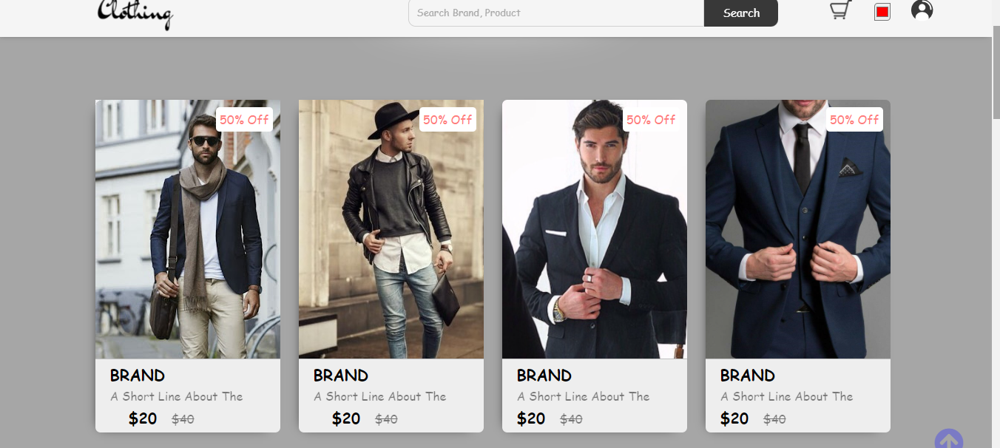 Clothing
Search Brand, Product
Search
50% Off
50% Off
50% Off
50% Off
BRAND
A Short Line About The
$20 $40
BRAND
A Short Line About The
$20 $40
BRAND
A Short Line About The
$20 $40
BRAND
A Short Line About The
$20 $40